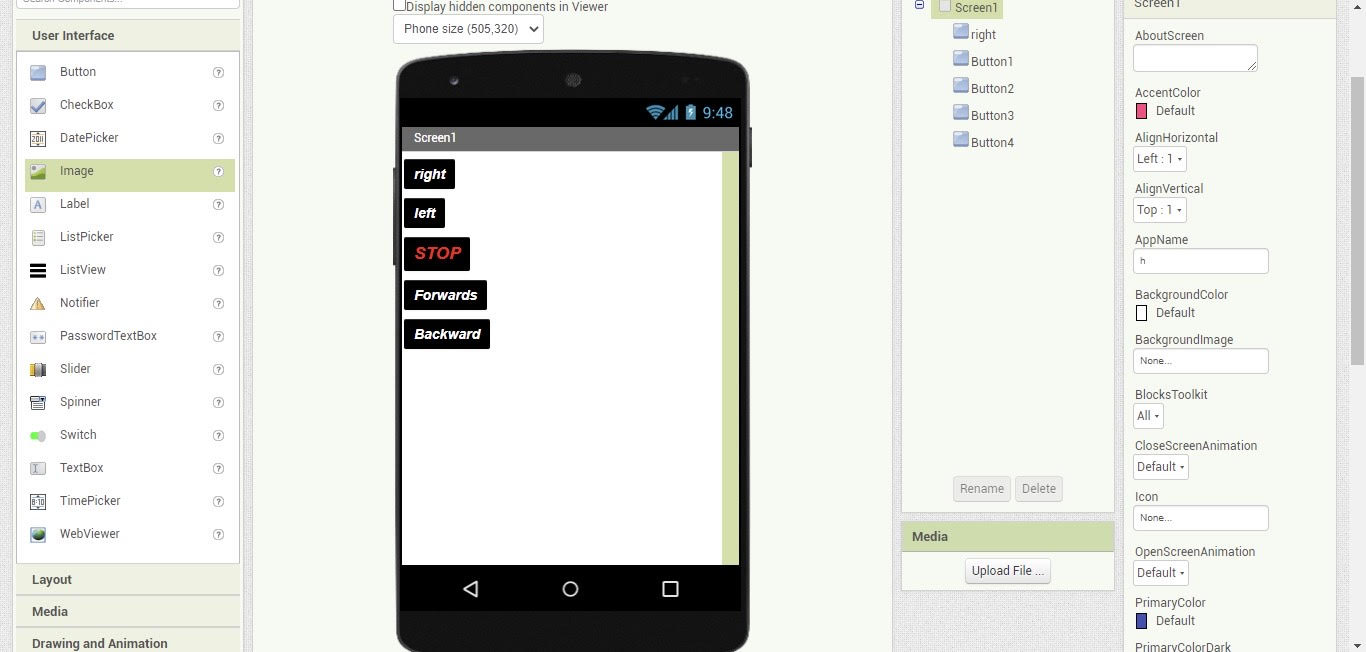 Display hidden components in Viewer
Phone size (505,320)
User Interface
Button
CheckBox
DatePicker
Image
Label
ListPicker
ListView
Notifier
PasswordTextBox
Slider
Spinner
Switch
TextBox
TimePicker
WebViewer
Layout
Media
Drawing and Animation
9:48
Screen1
right
left
STOP
Forwards
Backward
Screen1
right
Button1
Button2
Button3
Button4
Rename
Delete
Media
Upload File ...
Screen1
AboutScreen
AccentColor
Default
AlignHorizontal
Left : 1
AlignVertical
Top : 1
AppName
h
BackgroundColor
Default
BackgroundImage
None...
BlocksToolkit
All
CloseScreenAnimation
Default
Icon
None...
OpenScreenAnimation
Default
PrimaryColor
Default
PrimaryColorDark